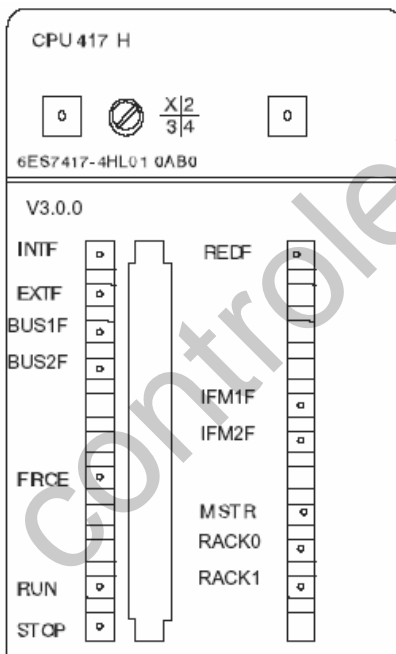 CPU 417 H
X 2
3 4
6ES7417-4HL01 0AB0
V3.0.0
INTF
EXTF
BUS1F
BUS2F
FRCE
RUN
STOP
REDF
IFM1F
IFM2F
MSTR
RACK0
RACK1
controle